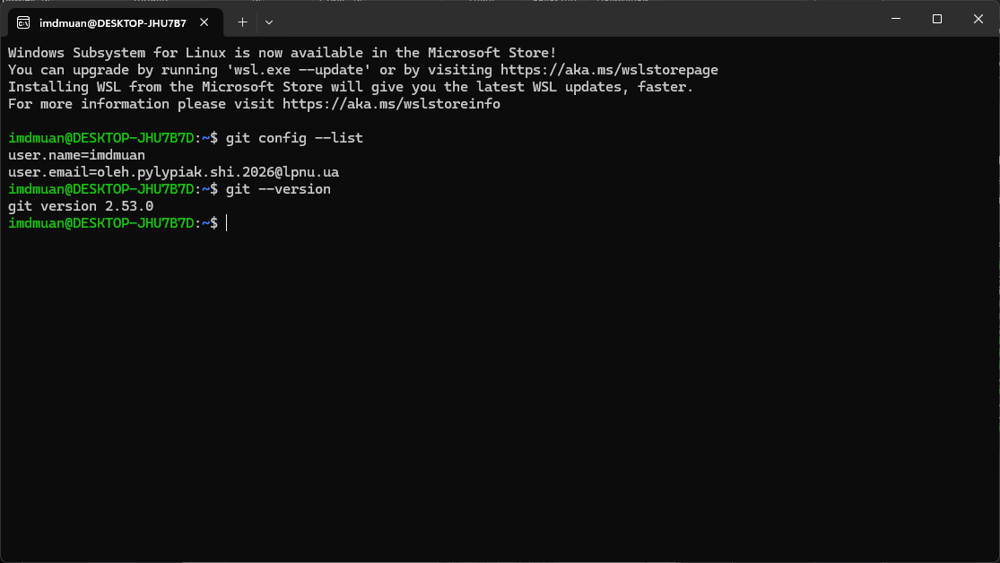 imdmuan@DESKTOP-JHU7B7
Windows Subsystem for Linux is now available in the Microsoft Store!
You can upgrade by running 'wsl.exe --update' or by visiting https://aka.ms/wslstorepage
Installing WSL from the Microsoft Store will give you the latest WSL updates, faster.
For more information please visit https://aka.ms/wslstoreinfo
imdmuan@DESKTOP-JHU7B7D:~$ git config --list
user.name=imdmuan
user.email=oleh.pylypiak.shi.2026@lpnu.ua
imdmuan@DESKTOP-JHU7B7D:~$ git --version
git version 2.53.0
imdmuan@DESKTOP-JHU7B7D:~$